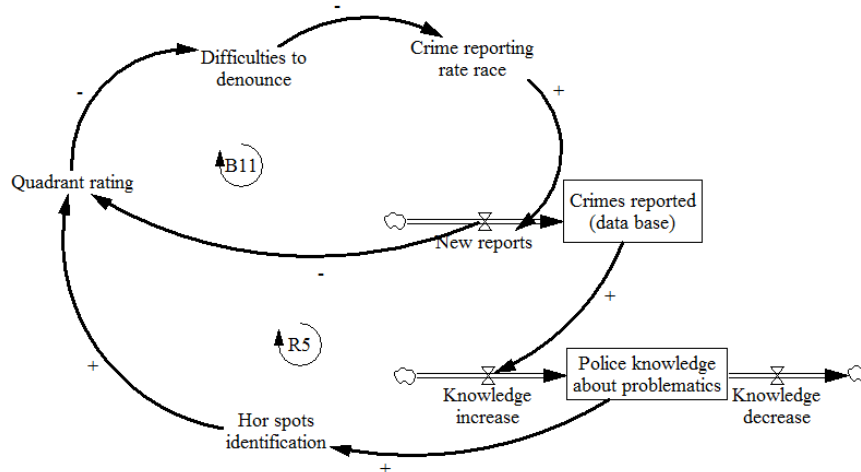 -
Difficulties to
denounce
Crime reporting
rate race
-
+
B11
Quadrant rating
Crimes reported
(data base)
New reports
-
+
R5
+
Police knowledge
about problematics
Knowledge
increase
Knowledge
decrease
Hor spots
identification
+